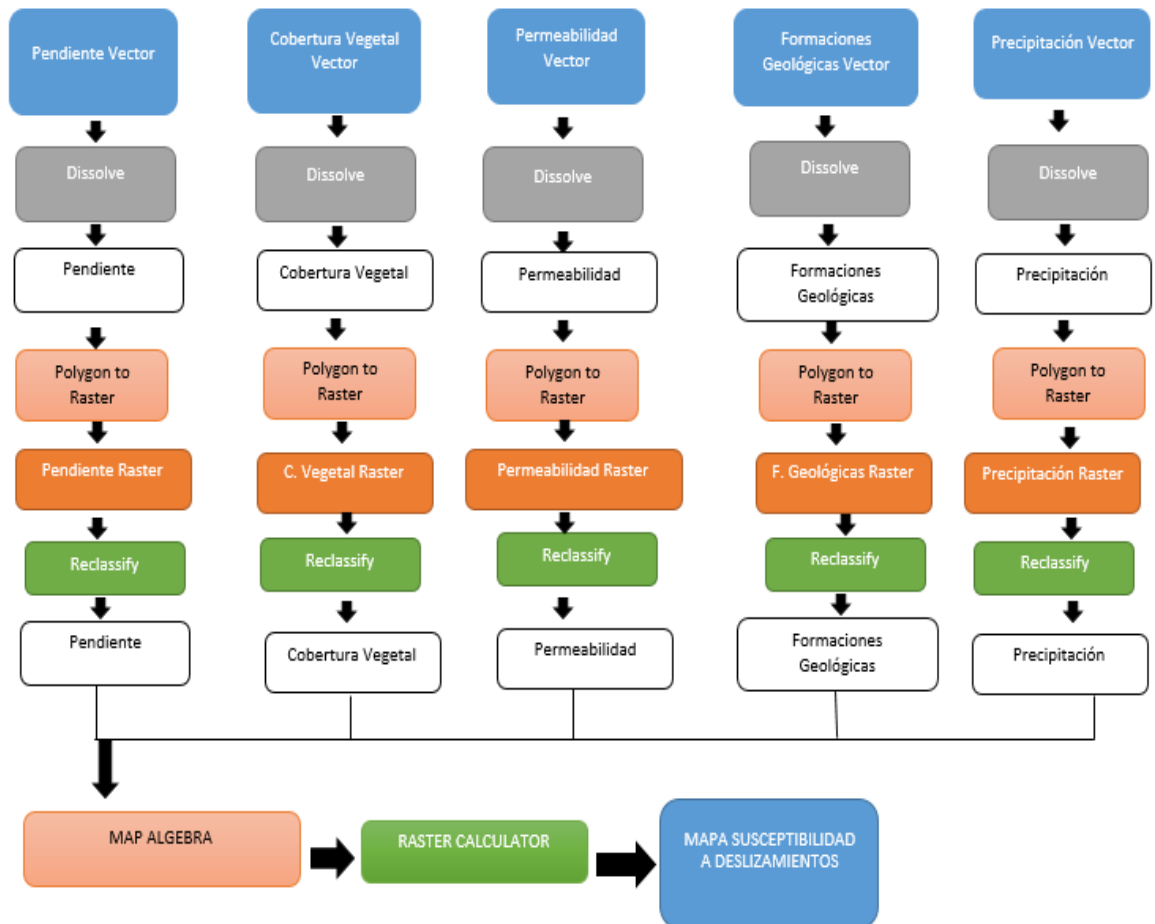 Pendiente Vector
Cobertura Vegetal
Vector
Permeabilidad
Vector
Formaciones
Geológicas Vector
Precipitación Vector
Dissolve
Dissolve
Dissolve
Dissolve
Dissolve
Pendiente
Cobertura Vegetal
Permeabilidad
Formaciones
Geológicas
Precipitación
Polygon to
Raster
Polygon to
Raster
Polygon to
Raster
Polygon to
Raster
Polygon to
Raster
Pendiente Raster
C. Vegetal Raster
Permeabilidad Raster
F. Geológicas Raster
Precipitación Raster
Reclassify
Reclassify
Reclassify
Reclassify
Reclassify
Pendiente
Cobertura Vegetal
Permeabilidad
Formaciones
Geológicas
Precipitación
MAP ALGEBRA
RASTER CALCULATOR
MAPA SUSCEPTIBILIDAD
A DESLIZAMIENTOS